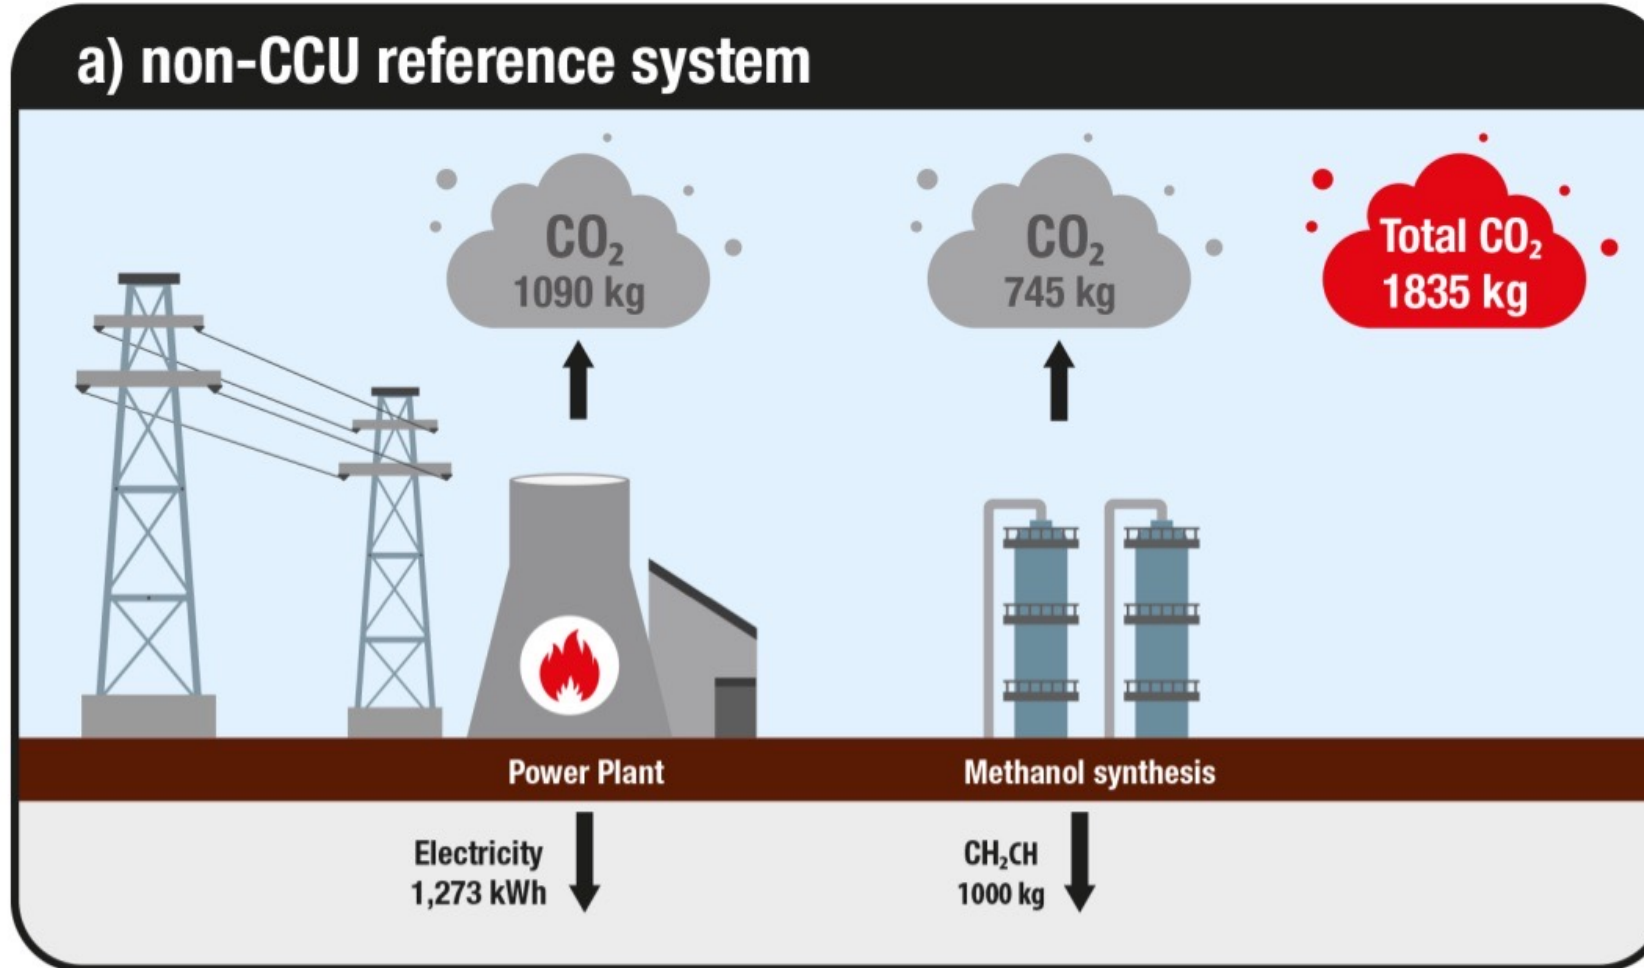 a) non-CCU reference system
CO₂
1090 kg
CO₂
745 kg
Total CO₂
1835 kg
Power Plant
Methanol synthesis
Electricity
1,273 kWh
CH₂CH
1000 kg